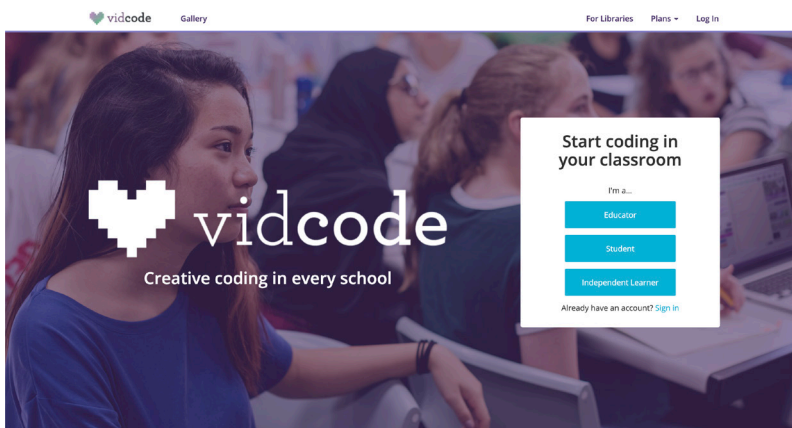 vidcode
Gallery
For Libraries
Plans
Log In
vidcode
Creative coding in every school
Start coding in
your classroom
I'm a...
Educator
Student
Independent Learner
Already have an account? Sign in